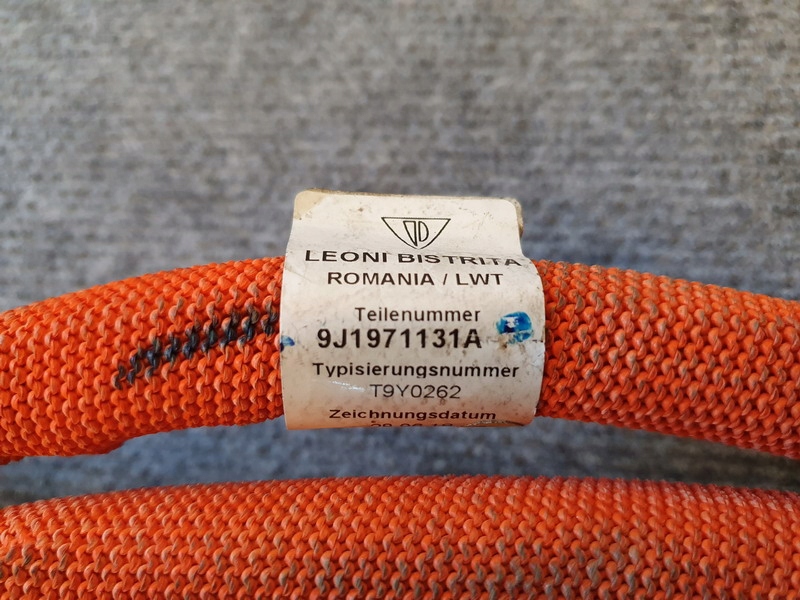 LEONI BISTRITA
ROMANIA / LWT
Teilenummer
9J1971131A
Typisierungsnummer
T9Y0262
Zeichnungsdatum